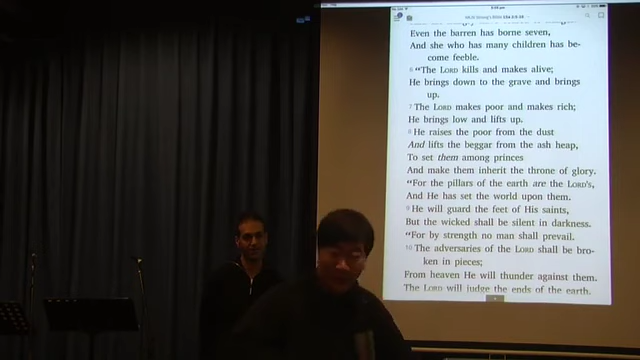 Even the barren has borne seven,
And she who has many children has be-
come feeble.
6 "The LORD kills and makes alive;
He brings down to the grave and brings
up.
7 The LORD makes poor and makes rich;
He brings low and lifts up.
8 He raises the poor from the dust
And lifts the beggar from the ash heap,
To set them among princes
And make them inherit the throne of glory.
"For the pillars of the earth are the LORD's,
And He has set the world upon them.
9 He will guard the feet of His saints,
But the wicked shall be silent in darkness.
"For by strength no man shall prevail.
10 The adversaries of the LORD shall be bro-
ken in pieces;
From heaven He will thunder against them.
The LORD will judge the ends of the earth.